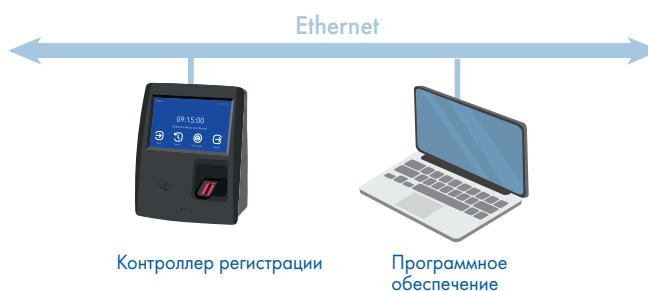 Ethernet
09:15:00
Контроллер регистрации
Программное
обеспечение